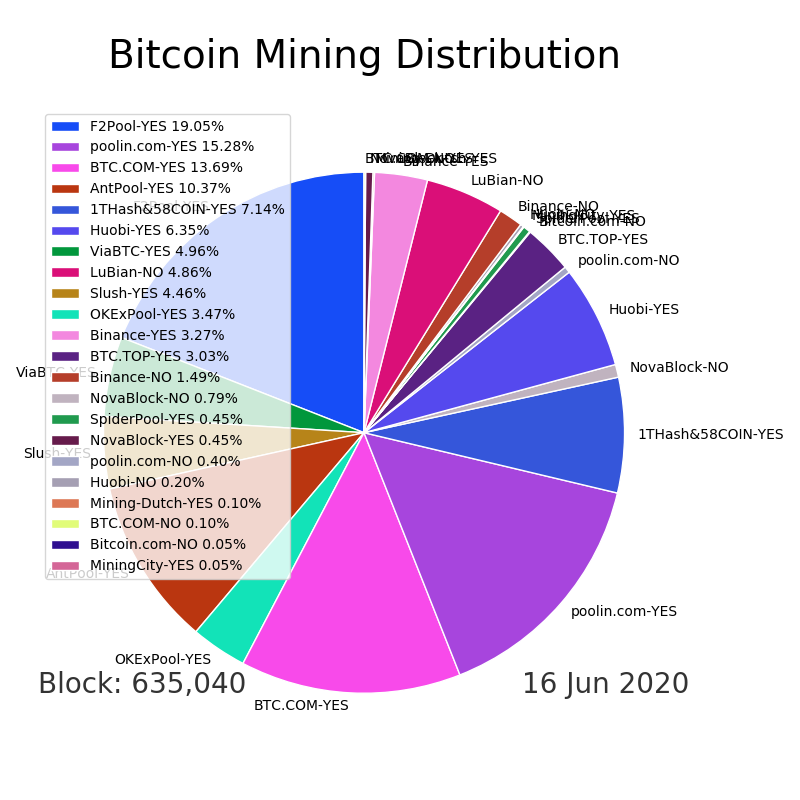 Bitcoin Mining Distribution
F2Pool-YES 19.05%
poolin.com-YES 15.28%
BTC.COM-YES 13.69%
AntPool-YES 10.37%
1THash&58COIN-YES 7.14%
Huobi-YES 6.35%
ViaBTC-YES 4.96%
LuBian-NO 4.86%
Slush-YES 4.46%
OKExPool-YES 3.47%
Binance-YES 3.27%
BTC.TOP-YES 3.03%
Binance-NO 1.49%
NovaBlock-NO 0.79%
SpiderPool-YES 0.45%
NovaBlock-YES 0.45%
poolin.com-NO 0.40%
Huobi-NO 0.20%
Mining-Dutch-YES 0.10%
BTC.COM-NO 0.10%
Bitcoin.com-NO 0.05%
MiningCity-YES 0.05%
Binance-YES
LuBian-NO
Binance-NO
Bitcoin.com-NO
BTC.TOP-YES
poolin.com-NO
Huobi-YES
NovaBlock-NO
1THash&58COIN-YES
poolin.com-YES
BTC.COM-YES
OKExPool-YES
AntPool-YES
Slush-YES
ViaBTC-YES
Block: 635,040
16 Jun 2020